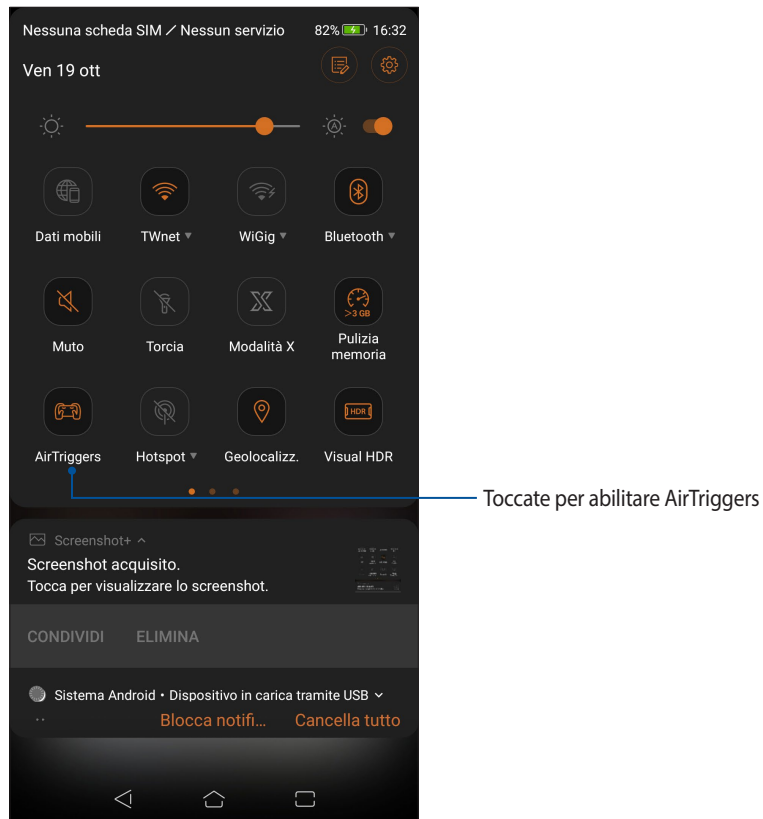 Nessuna scheda SIM ∕ Nessun servizio 82% 16:32
Ven 19 ott
A
Dati mobili TWnet WiGig Bluetooth
>3 GB
Muto Torcia Modalità X Pulizia memoria
HDR
AirTriggers Hotspot Geolocalizz. Visual HDR
Toccate per abilitare AirTriggers
Screenshot+
Screenshot acquisito.
Tocca per visualizzare lo screenshot.
CONDIVIDI ELIMINA
Sistema Android • Dispositivo in carica tramite USB
Blocca notifi... Cancella tutto